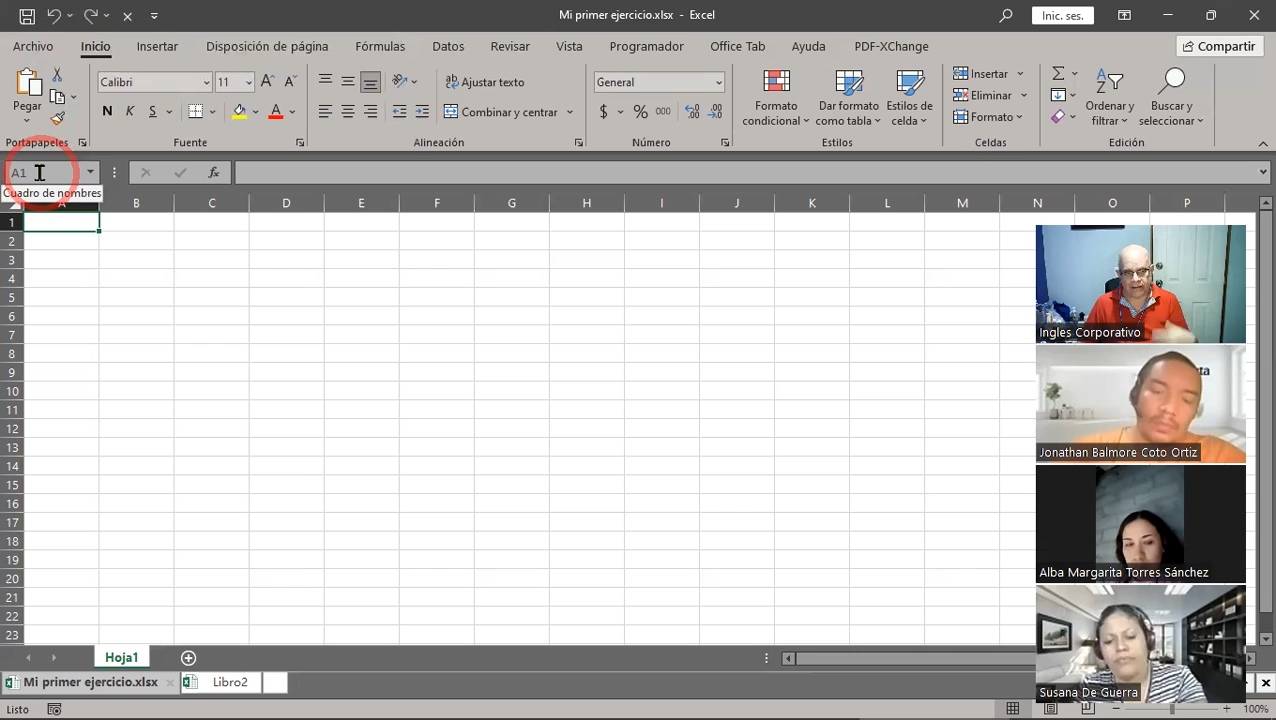 Mi primer ejercicio.xlsx - Excel
Inic. ses.
Archivo Inicio Insertar Disposición de página Fórmulas Datos Revisar Vista Programador Office Tab Ayuda PDF-XChange Compartir
Pegar
Portapapeles
Calibri 11
N K S
Fuente
Ajustar texto
Combinar y centrar
Alineación
General
$ % 000
Número
Formato condicional
Dar formato como tabla
Estilos de celda
Estilos
Insertar
Eliminar
Formato
Celdas
Ordenar y filtrar
Buscar y seleccionar
Edición
A1
fx
Cuadro de nombres
A B C D E F G H I J K L M N O P
1
2
3
4
5
6
7
8
9
10
11
12
13
14
15
16
17
18
19
20
21
22
23
Ingles Corporativo
Jonathan Balmore Coto Ortiz
Alba Margarita Torres Sánchez
Susana De Guerra
Hoja1
Mi primer ejercicio.xlsx Libro2
Listo
100%